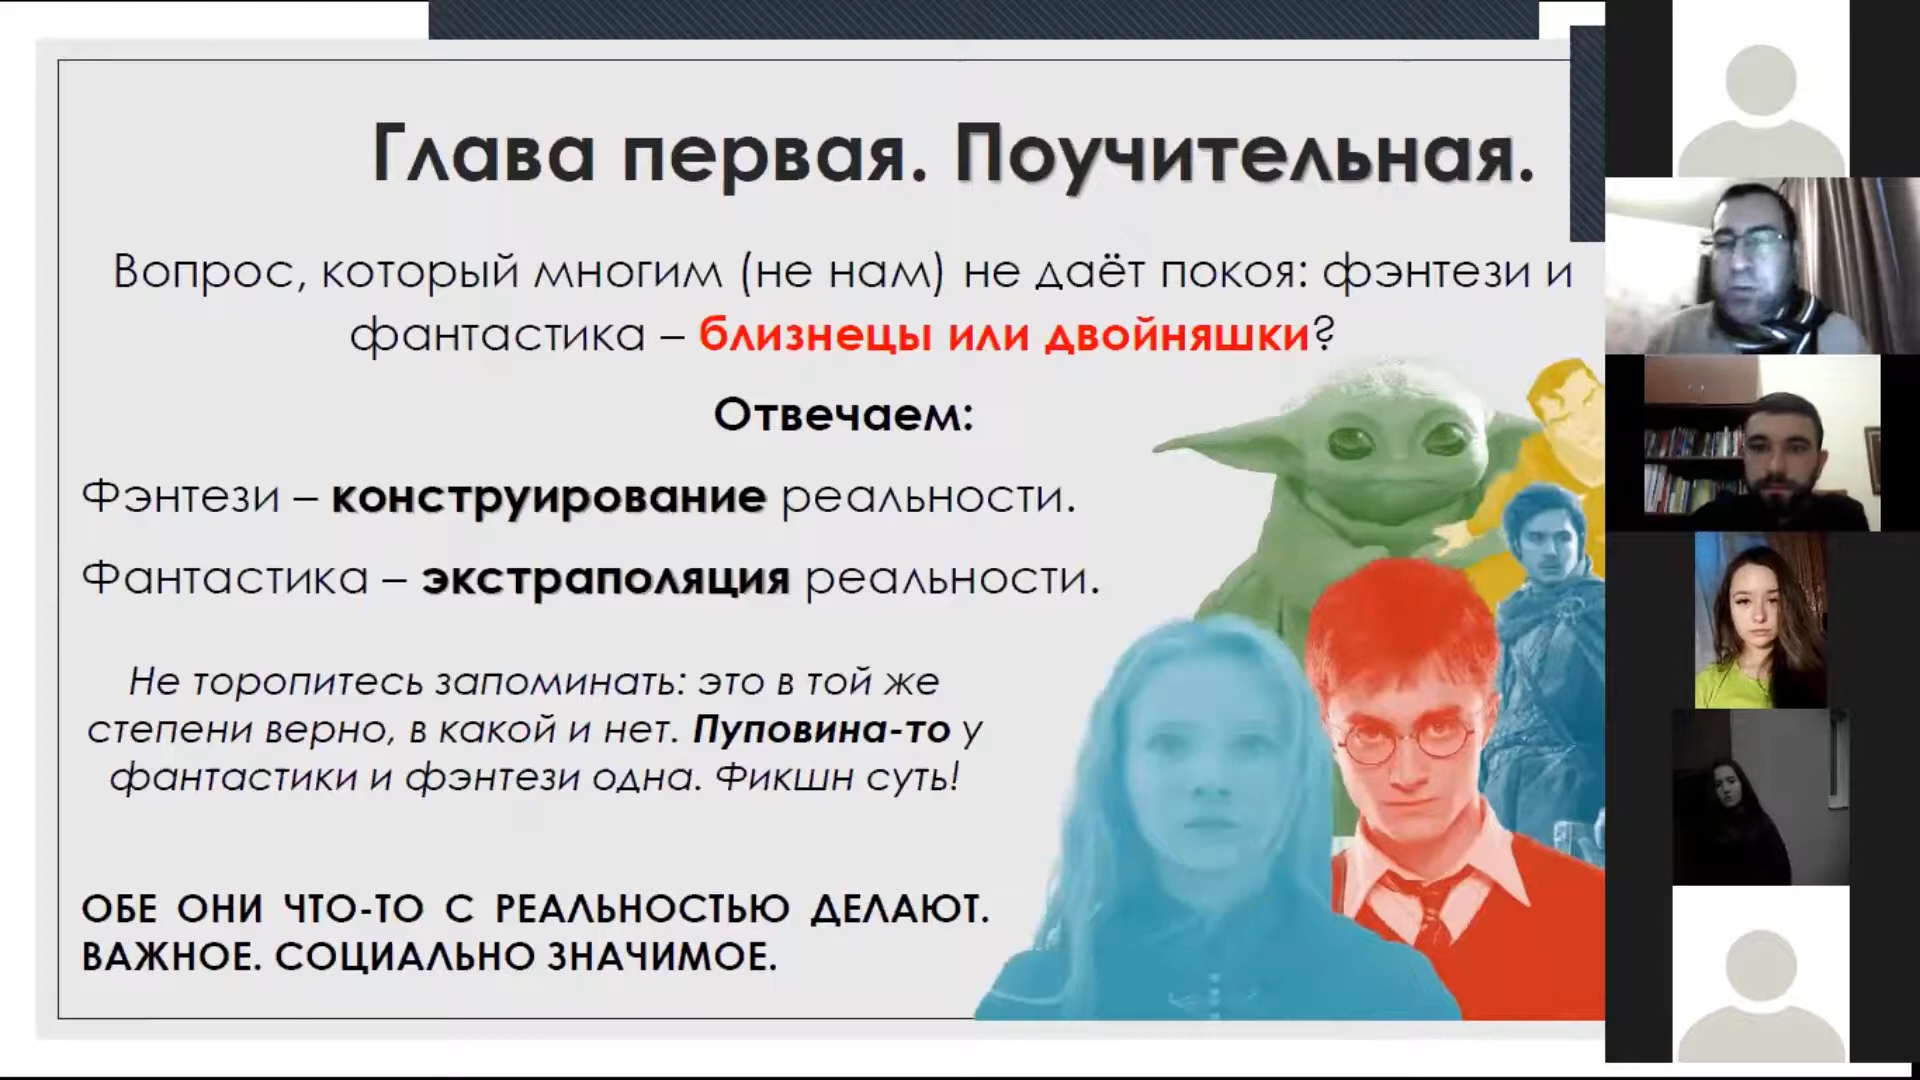 Глава первая. Поучительная.
Вопрос, который многим (не нам) не даёт покоя: фэнтези и
фантастика – близнецы или двойняшки?
Отвечаем:
Фэнтези – конструирование реальности.
Фантастика – экстраполяция реальности.
Не торопитесь запоминать: это в той же
степени верно, в какой и нет. Пуповина-то у
фантастики и фэнтези одна. Фикшн суть!
ОБЕ ОНИ ЧТО-ТО С РЕАЛЬНОСТЬЮ ДЕЛАЮТ.
ВАЖНОЕ. СОЦИАЛЬНО ЗНАЧИМОЕ.